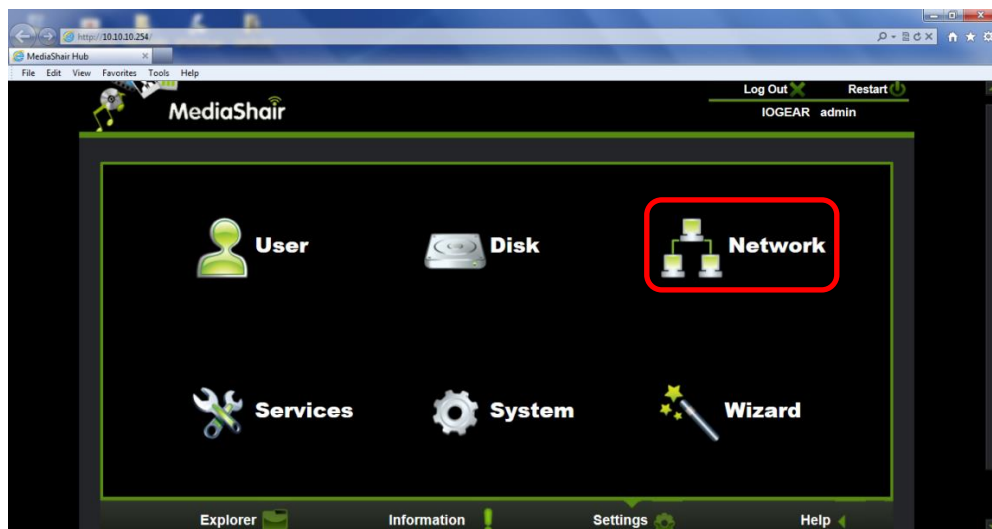 http://10.10.10.254/
MediaShair Hub
File Edit View Favorites Tools Help
MediaShair
Log Out Restart
IOGEAR admin
User Disk Network
Services System Wizard
Explorer Information Settings Help